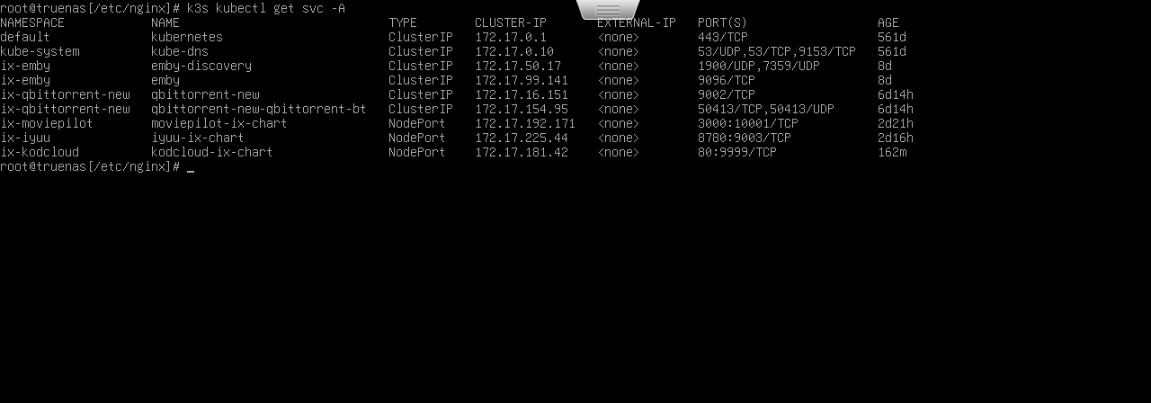 root@truenas[/etc/nginx]# k3s kubectl get svc -A
NAMESPACE NAME TYPE CLUSTER-IP EXTERNAL-IP PORT(S) AGE
default kubernetes ClusterIP 172.17.0.1 <none> 443/TCP 561d
kube-system kube-dns ClusterIP 172.17.0.10 <none> 53/UDP,53/TCP,9153/TCP 561d
ix-emby emby-discovery ClusterIP 172.17.50.17 <none> 1900/UDP,7359/UDP 8d
ix-emby emby ClusterIP 172.17.99.141 <none> 9096/TCP 8d
ix-qbittorrent-new qbittorrent-new ClusterIP 172.17.16.151 <none> 9002/TCP 6d14h
ix-qbittorrent-new qbittorrent-new-qbittorrent-bt ClusterIP 172.17.154.95 <none> 50413/TCP,50413/UDP 6d14h
ix-moviepilot moviepilot-ix-chart NodePort 172.17.192.171 <none> 3000:10001/TCP 2d21h
ix-iyuu iyuu-ix-chart NodePort 172.17.225.44 <none> 8780:9003/TCP 2d16h
ix-kodcloud kodcloud-ix-chart NodePort 172.17.181.42 <none> 80:9999/TCP 162m
root@truenas[/etc/nginx]# _